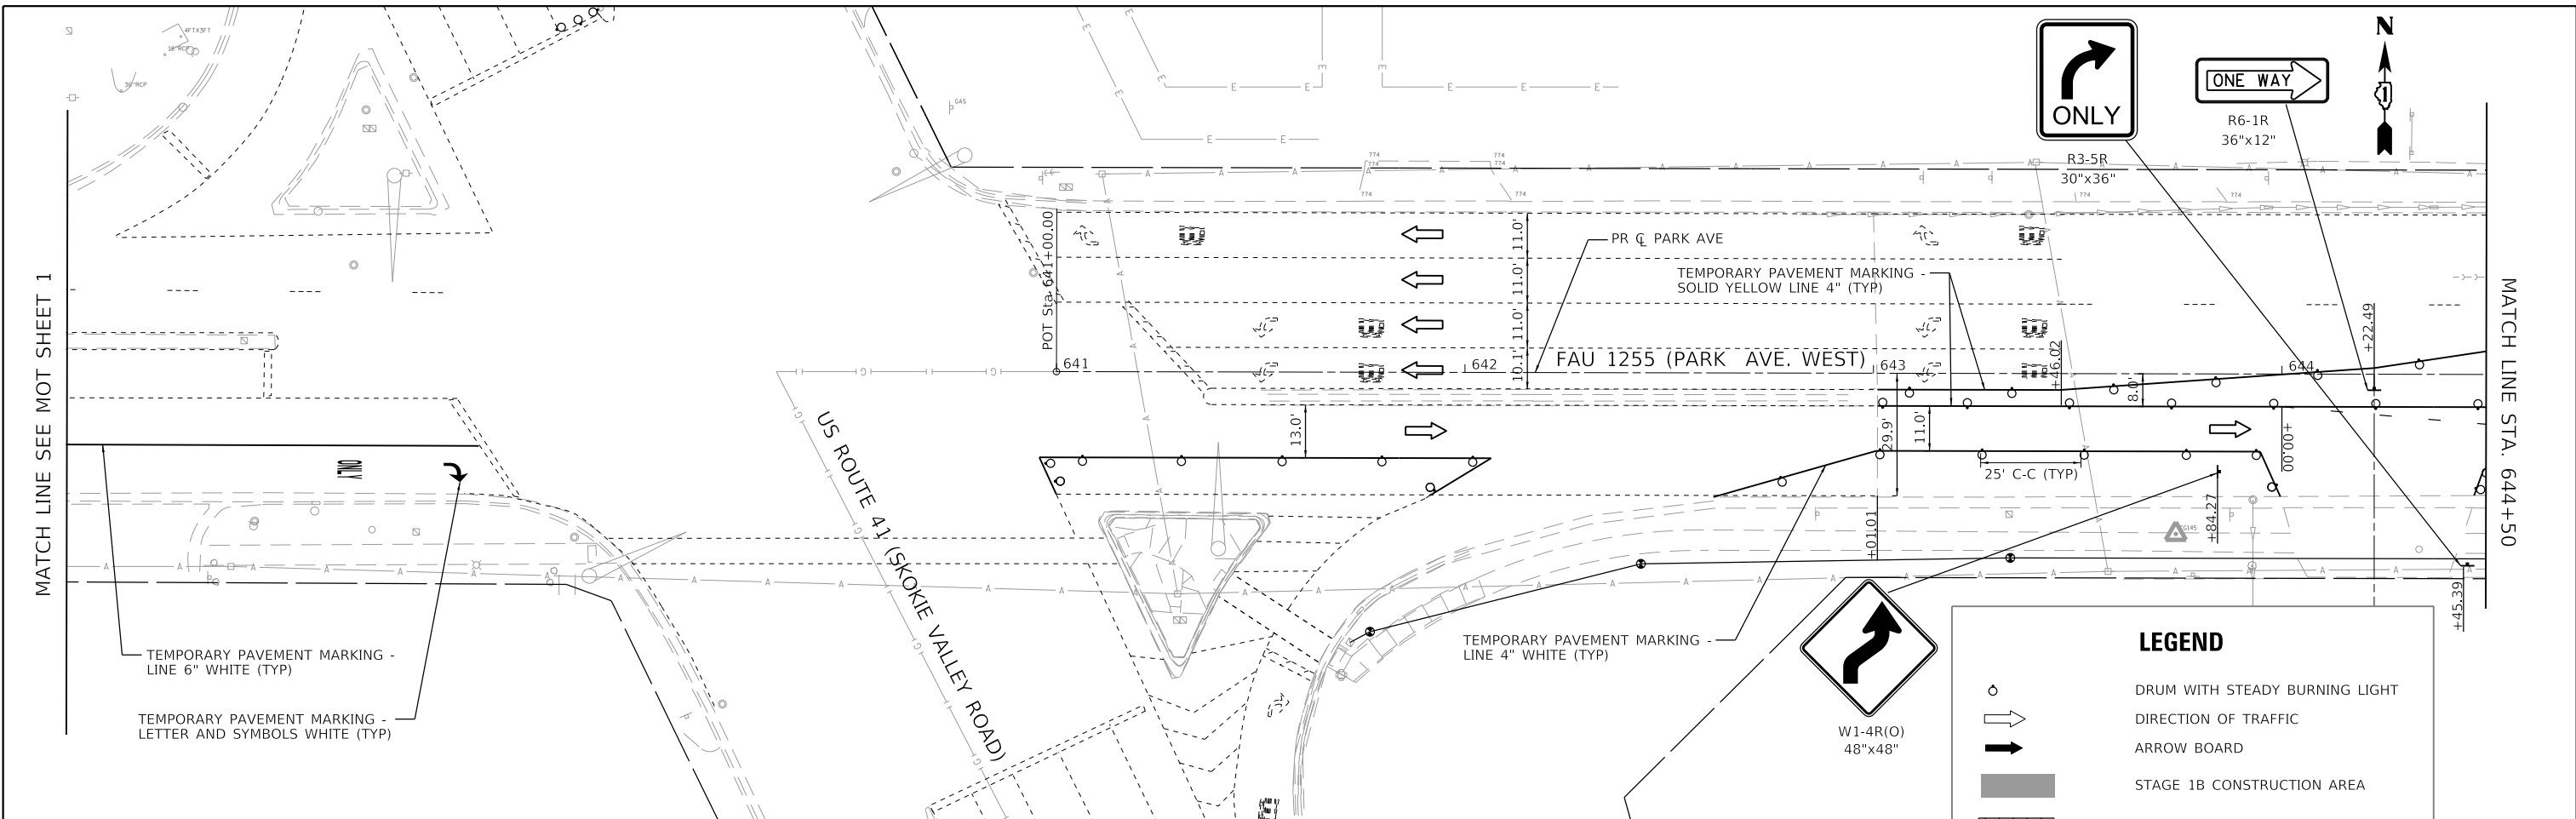 4FTX3FT
18"RCP
36"RCP
MATCH LINE SEE MOT SHEET 1
ONLY
TEMPORARY PAVEMENT MARKING -
LINE 6" WHITE (TYP)
TEMPORARY PAVEMENT MARKING -
LETTER AND SYMBOLS WHITE (TYP)
GAS
POT Sta 641+00.00
641
US ROUTE 41 (SKOKIE VALLEY ROAD)
13.0'
11.0'
11.0'
11.0'
10.1'
PR ℄ PARK AVE
642
FAU 1255 (PARK AVE. WEST)
643
644
TEMPORARY PAVEMENT MARKING -
SOLID YELLOW LINE 4" (TYP)
TEMPORARY PAVEMENT MARKING -
LINE 4" WHITE (TYP)
29.9'
11.0'
+46.02
8.0'
+01.01
25' C-C (TYP)
+84.27
+00.00
+22.49
+45.39
ONLY
R3-5R
30"x36"
ONE WAY
R6-1R
36"x12"
N
W1-4R(O)
48"x48"
MATCH LINE STA. 644+50
LEGEND
DRUM WITH STEADY BURNING LIGHT
DIRECTION OF TRAFFIC
ARROW BOARD
STAGE 1B CONSTRUCTION AREA